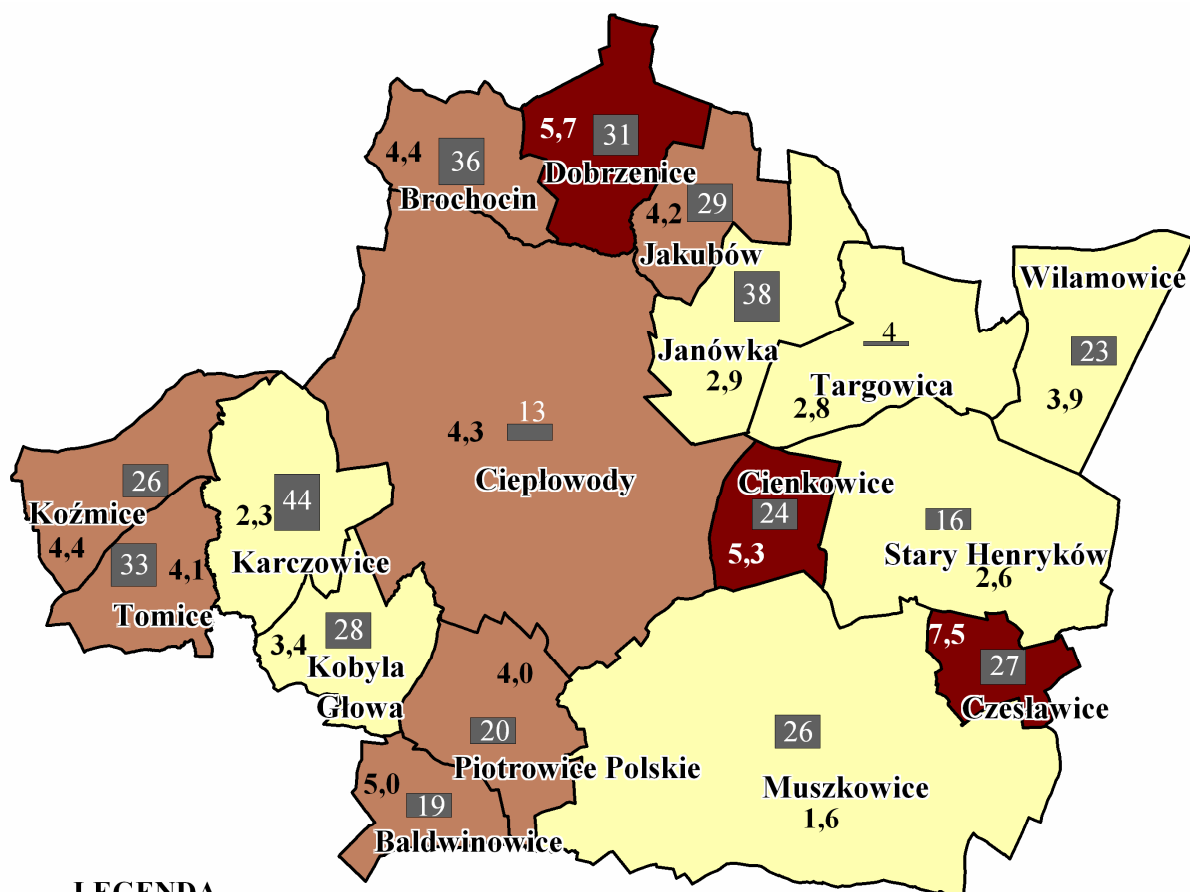 5,7
31
Dobrzenice
4,4
36
Brochocin
4,2
29
Jakubów
38
Janówka
2,9
4
Targowica
2,8
Wilamowice
23
3,9
13
4,3
Ciepłowody
26
Koźmice
4,4
33
4,1
Tomice
44
2,3
Karczowice
Cienkowice
24
5,3
16
Stary Henryków
2,6
28
3,4
Kobyla
Głowa
4,0
20
Piotrowice Polskie
7,5
27
Czesławice
26
Muszkowice
1,6
5,0
19
Baldwinowice
LEGENDA